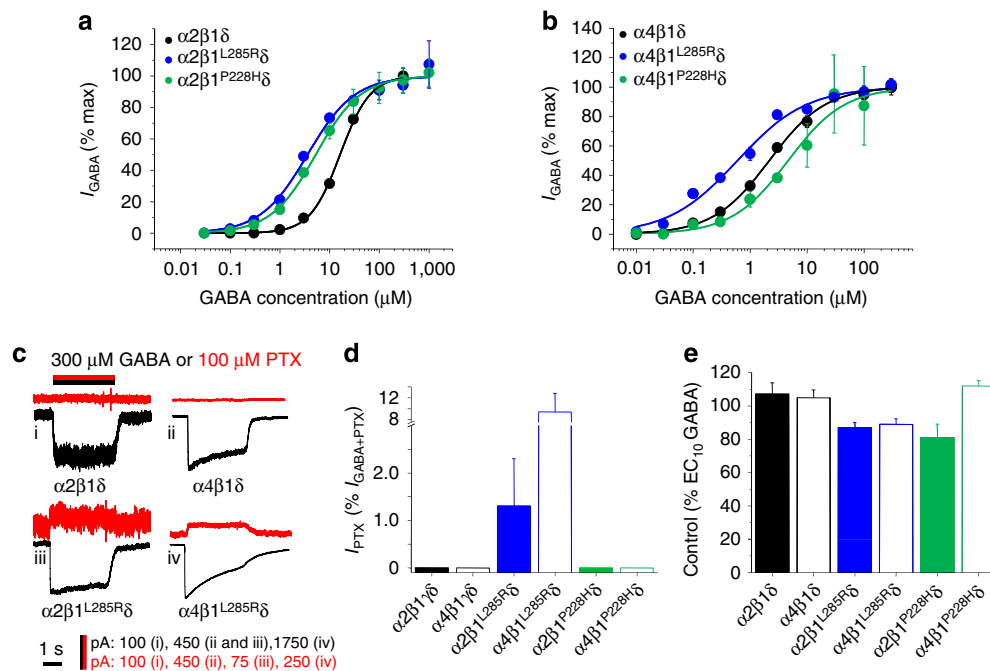 a
α2β1δ
α2β1L285Rδ
α2β1P228Hδ
120
100
80
60
40
20
0
IGABA (% max)
0.01 0.1 1 10 100 1,000
GABA concentration (μM)
b
α4β1δ
α4β1L285Rδ
α4β1P228Hδ
140
120
100
80
60
40
20
0
IGABA (% max)
0.01 0.1 1 10 100
GABA concentration (μM)
c
300 μM GABA or 100 μM PTX
i
ii
α2β1δ
α4β1δ
iii
iv
α2β1L285Rδ
α4β1L285Rδ
1 s
pA: 100 (i), 450 (ii and iii),1750 (iv)
pA: 100 (i), 450 (ii), 75 (iii), 250 (iv)
d
12
8
2.0
1.0
0
IPTX (% IGABA+PTX)
α2β1γδ
α4β1γδ
α2β1L285Rδ
α4β1L285Rδ
α2β1P228Hδ
α4β1P228Hδ
e
120
100
80
60
40
20
0
Control (% EC10 GABA)
α2β1δ
α4β1δ
α2β1L285Rδ
α4β1L285Rδ
α2β1P228Hδ
α4β1P228Hδ